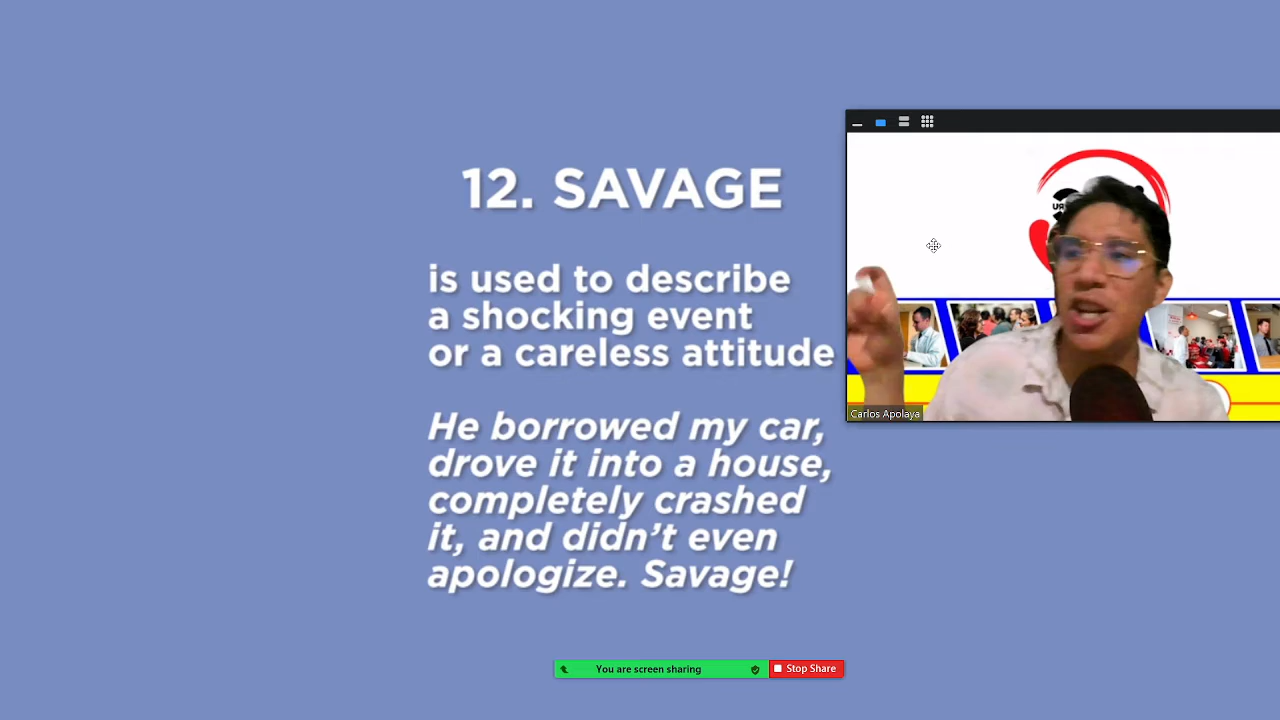 12. SAVAGE
is used to describe
a shocking event
or a careless attitude
He borrowed my car,
drove it into a house,
completely crashed
it, and didn’t even
apologize. Savage!
Carlos Apolaya
You are screen sharing
Stop Share